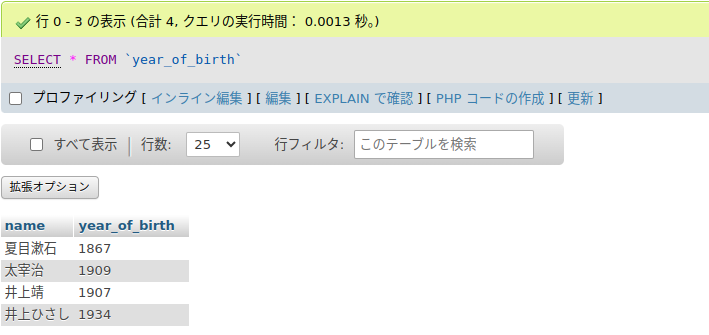 行 0 - 3 の表示 (合計 4, クエリの実行時間： 0.0013 秒。)
SELECT * FROM `year_of_birth`
プロファイリング [ インライン編集 ] [ 編集 ] [ EXPLAIN で確認 ] [ PHP コードの作成 ] [ 更新 ]
すべて表示 行数: 25 行フィルタ: このテーブルを検索
拡張オプション
name year_of_birth
夏目漱石 1867
太宰治 1909
井上靖 1907
井上ひさし 1934